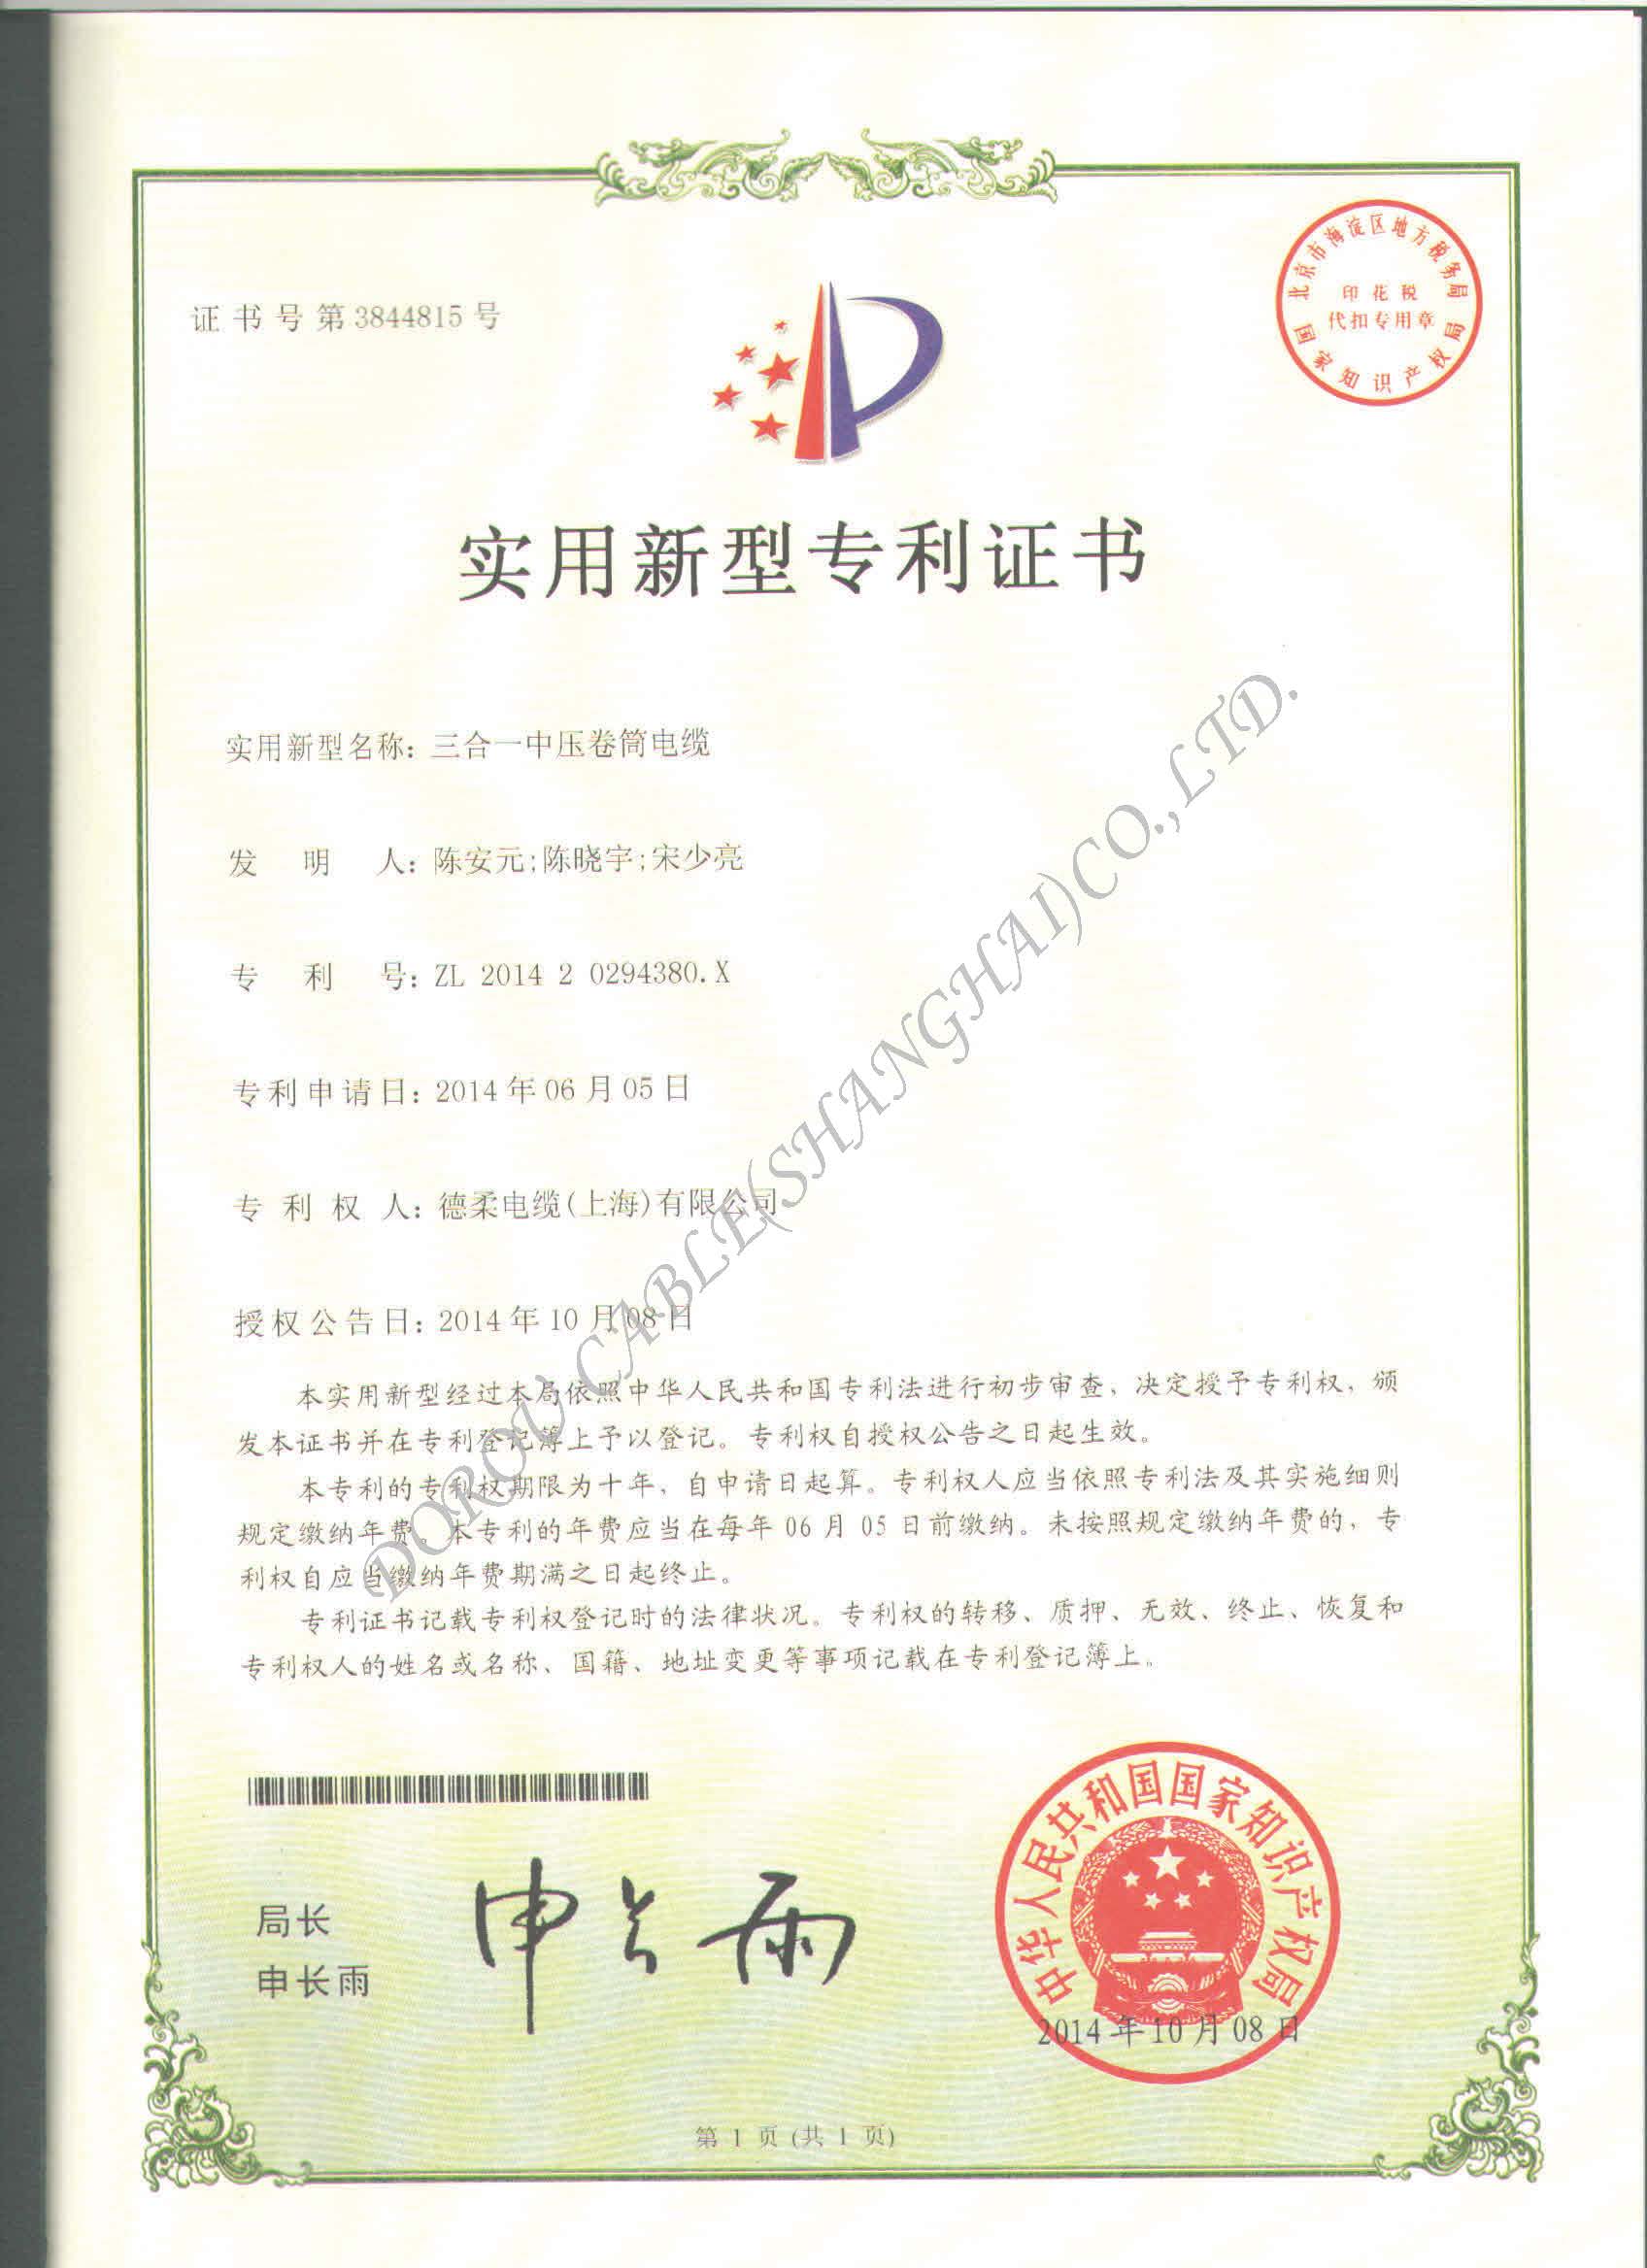 北京市海淀区地方税务局
印花税
代扣专用章
国家知识产权局
证书号第3844815号
实用新型专利证书
实用新型名称：三合一中压卷筒电缆
发明人：陈安元;陈晓宇;宋少亮
专利号：ZL 2014 2 0294380.X
专利申请日：2014年06月05日
专利权人：德柔电缆(上海)有限公司
授权公告日：2014年10月08日
本实用新型经过本局依照中华人民共和国专利法进行初步审查，决定授予专利权，颁
发本证书并在专利登记簿上予以登记。专利权自授权公告之日起生效。
本专利的专利权期限为十年，自申请日起算。专利权人应当依照专利法及其实施细则
规定缴纳年费。本专利的年费应当在每年06月05日前缴纳。未按照规定缴纳年费的，专
利权自应当缴纳年费期满之日起终止。
专利证书记载专利权登记时的法律状况。专利权的转移、质押、无效、终止、恢复和
专利权人的姓名或名称、国籍、地址变更等事项记载在专利登记簿上。
DOROU CABLE(SHANGHAI)CO.,LTD.
局长
申长雨
申长雨
中华人民共和国国家知识产权局
2014年10月08日
第1页(共1页)